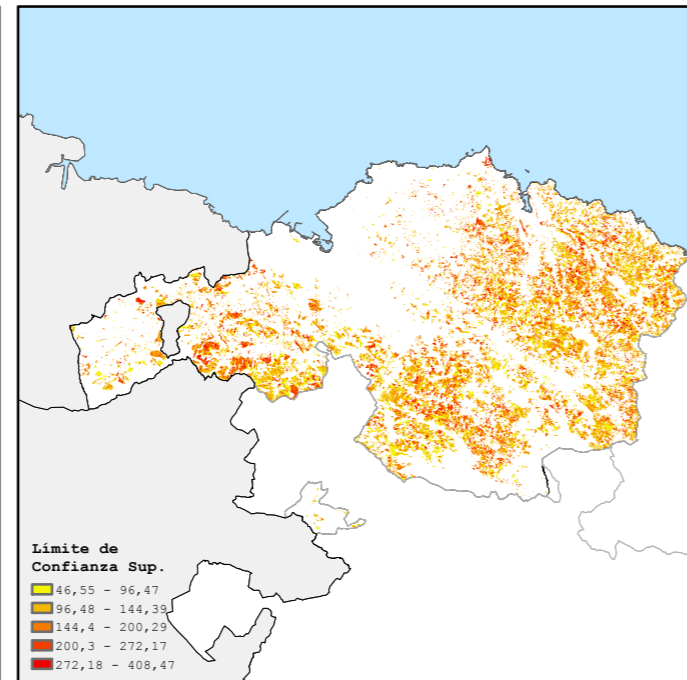 Límite de
Confianza Sup.
46,55 - 96,47
96,48 - 144,39
144,4 - 200,29
200,3 - 272,17
272,18 - 408,47